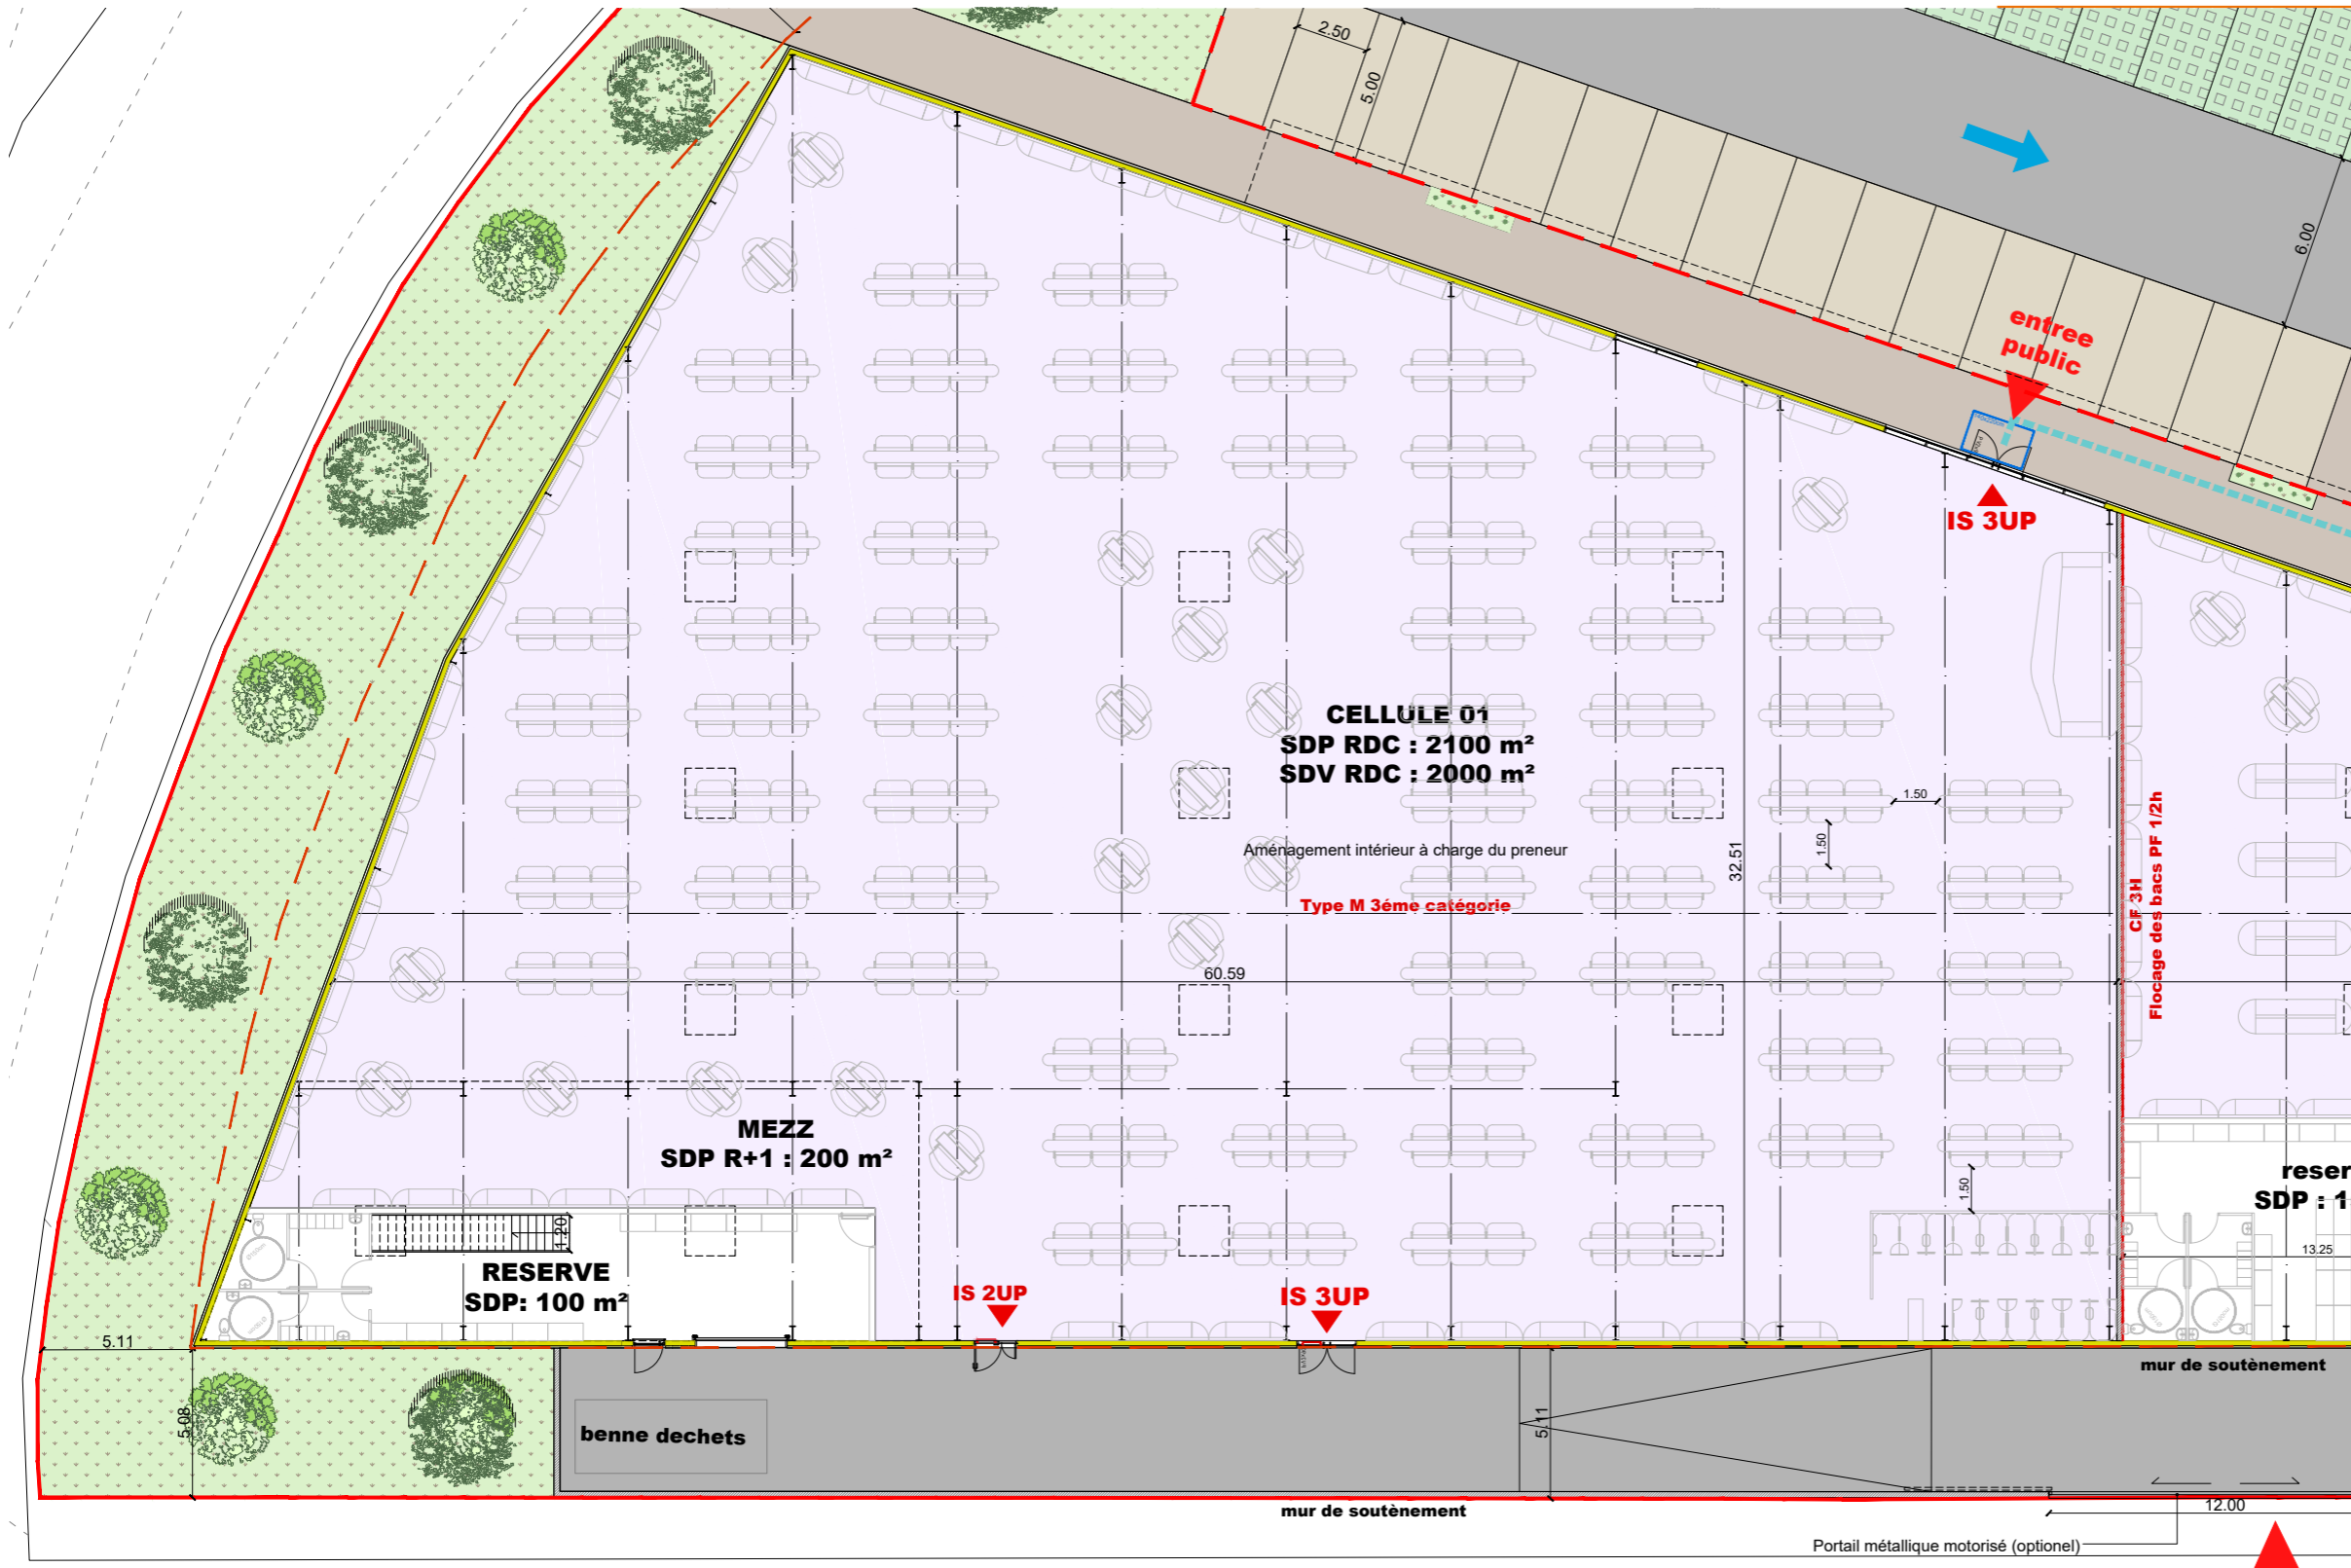 2.50
5.00
6.00
entree
public
IS 3UP
CELLULE 01
SDP RDC : 2100 m²
SDV RDC : 2000 m²
1.50
1.50
32.51
Aménagement intérieur à charge du preneur
Type M 3éme catégorie
CF 3H
Flocage des bacs PF 1/2h
60.59
MEZZ
SDP R+1 : 200 m²
1.50
reser
SDP : 1
1.20
13.25
RESERVE
SDP: 100 m²
IS 2UP
IS 3UP
5.11
mur de soutènement
5.08
benne dechets
5.11
mur de soutènement
12.00
Portail métallique motorisé (optionel)